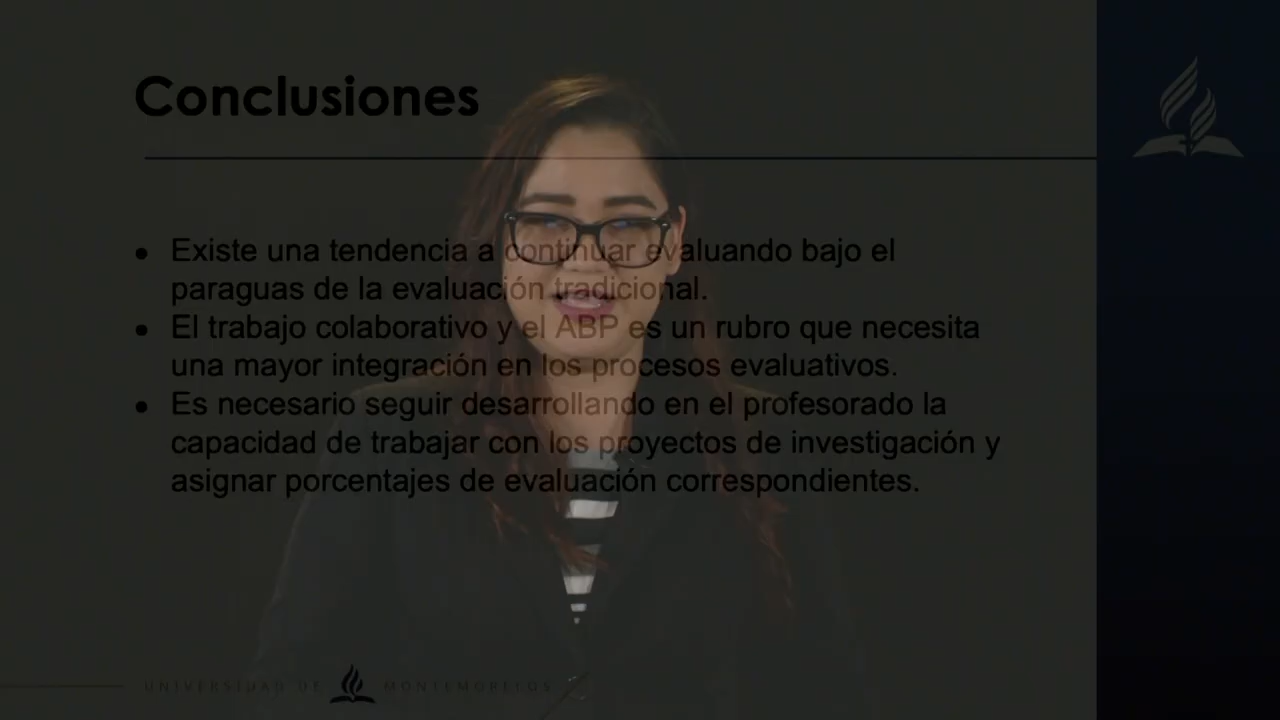 Conclusiones
• Existe una tendencia a continuar evaluando bajo el
paraguas de la evaluación tradicional.
• El trabajo colaborativo y el ABP es un rubro que necesita
una mayor integración en los procesos evaluativos.
• Es necesario seguir desarrollando en el profesorado la
capacidad de trabajar con los proyectos de investigación y
asignar porcentajes de evaluación correspondientes.
UNIVERSIDAD DE MONTEMORELOS